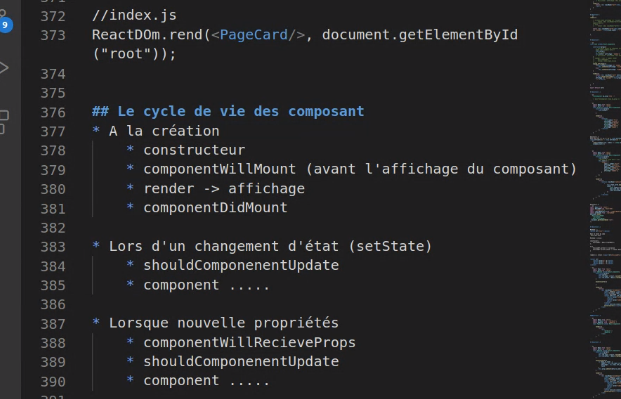 9
372 //index.js
373 ReactDOm.rend(<PageCard/>, document.getElementById
("root"));
374
375
376 ## Le cycle de vie des composant
377 * A la création
378 * constructeur
379 * componentWillMount (avant l'affichage du composant)
380 * render -> affichage
381 * componentDidMount
382
383 * Lors d'un changement d'état (setState)
384 * shouldComponenentUpdate
385 * component .....
386
387 * Lorsque nouvelle propriétés
388 * componentWillRecieveProps
389 * shouldComponenentUpdate
390 * component .....